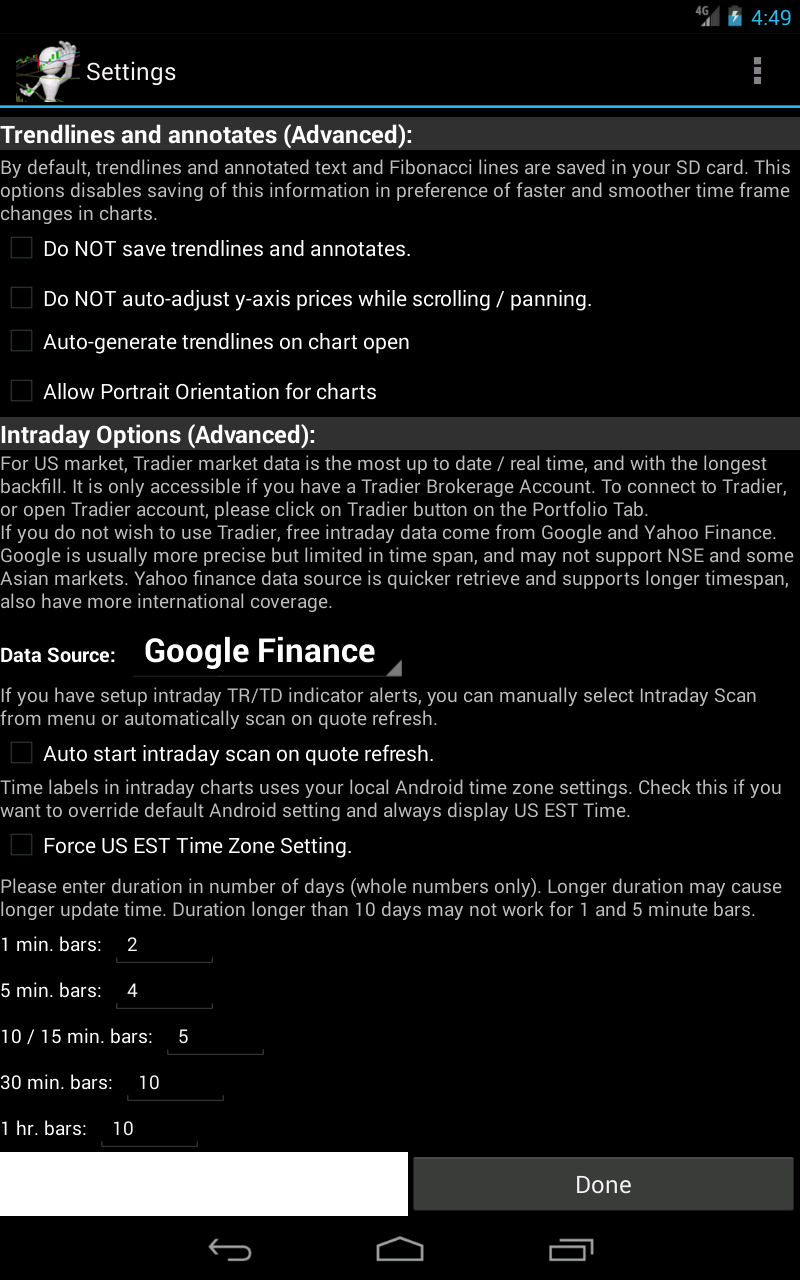 4G 4:49
Settings
Trendlines and annotates (Advanced):
By default, trendlines and annotated text and Fibonacci lines are saved in your SD card. This
options disables saving of this information in preference of faster and smoother time frame
changes in charts.
Do NOT save trendlines and annotates.
Do NOT auto-adjust y-axis prices while scrolling / panning.
Auto-generate trendlines on chart open
Allow Portrait Orientation for charts
Intraday Options (Advanced):
For US market, Tradier market data is the most up to date / real time, and with the longest
backfill. It is only accessible if you have a Tradier Brokerage Account. To connect to Tradier,
or open Tradier account, please click on Tradier button on the Portfolio Tab.
If you do not wish to use Tradier, free intraday data come from Google and Yahoo Finance.
Google is usually more precise but limited in time span, and may not support NSE and some
Asian markets. Yahoo finance data source is quicker retrieve and supports longer timespan,
also have more international coverage.
Data Source: Google Finance
If you have setup intraday TR/TD indicator alerts, you can manually select Intraday Scan
from menu or automatically scan on quote refresh.
Auto start intraday scan on quote refresh.
Time labels in intraday charts uses your local Android time zone settings. Check this if you
want to override default Android setting and always display US EST Time.
Force US EST Time Zone Setting.
Please enter duration in number of days (whole numbers only). Longer duration may cause
longer update time. Duration longer than 10 days may not work for 1 and 5 minute bars.
1 min. bars: 2
5 min. bars: 4
10 / 15 min. bars: 5
30 min. bars: 10
1 hr. bars: 10
Done